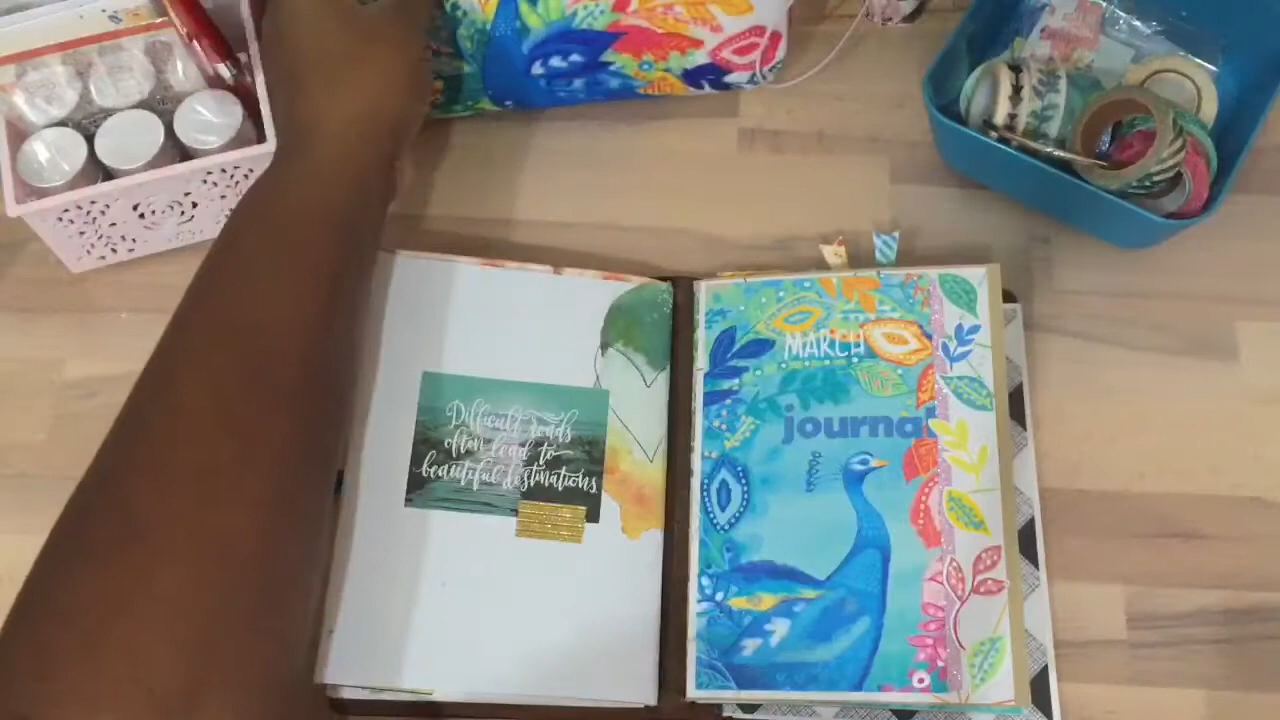 Difficult roads
often lead to
beautiful destinations
MARCH
journal